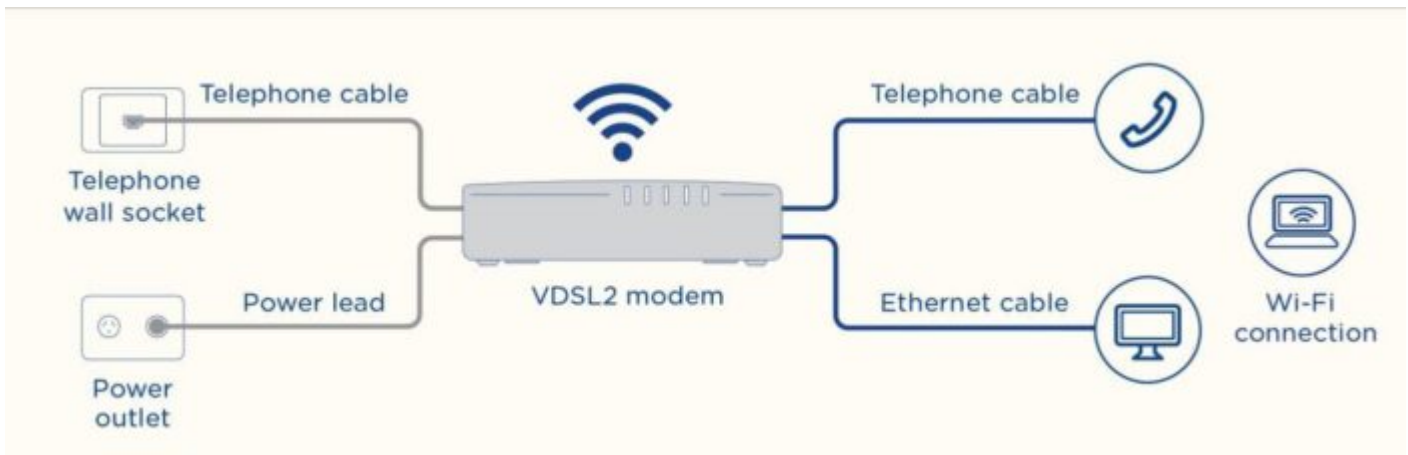 Telephone cable
Telephone
wall socket
Power lead
Power
outlet
VDSL2 modem
Telephone cable
Ethernet cable
Wi-Fi
connection